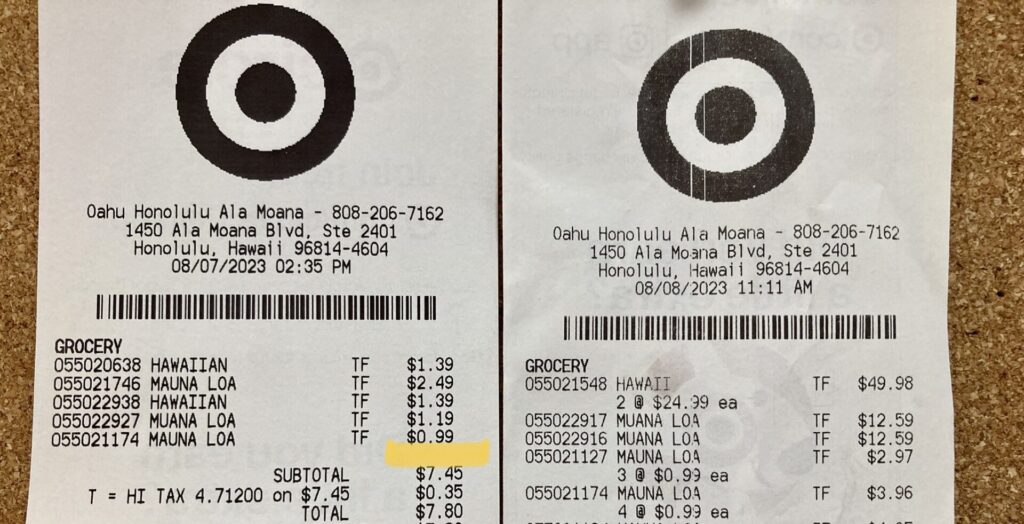 Oahu Honolulu Ala Moana - 808-206-7162
1450 Ala Moana Blvd, Ste 2401
Honolulu, Hawaii 96814-4604
08/07/2023 02:35 PM
GROCERY
055020638 HAWAIIAN TF $1.39
055021746 MAUNA LOA TF $2.49
055022938 HAWAIIAN TF $1.39
055022927 MUANA LOA TF $1.19
055021174 MAUNA LOA TF $0.99
SUBTOTAL $7.45
T = HI TAX 4.71200 on $7.45 $0.35
TOTAL $7.80
Oahu Honolulu Ala Moana - 808-206-7162
1450 Ala Moana Blvd, Ste 2401
Honolulu, Hawaii 96814-4604
08/08/2023 11:11 AM
GROCERY
055021548 HAWAII TF $49.98
2 @ $24.99 ea
055022917 MUANA LOA TF $12.59
055022916 MUANA LOA TF $12.59
055021127 MAUNA LOA TF $2.97
3 @ $0.99 ea
055021174 MAUNA LOA TF $3.96
4 @ $0.99 ea